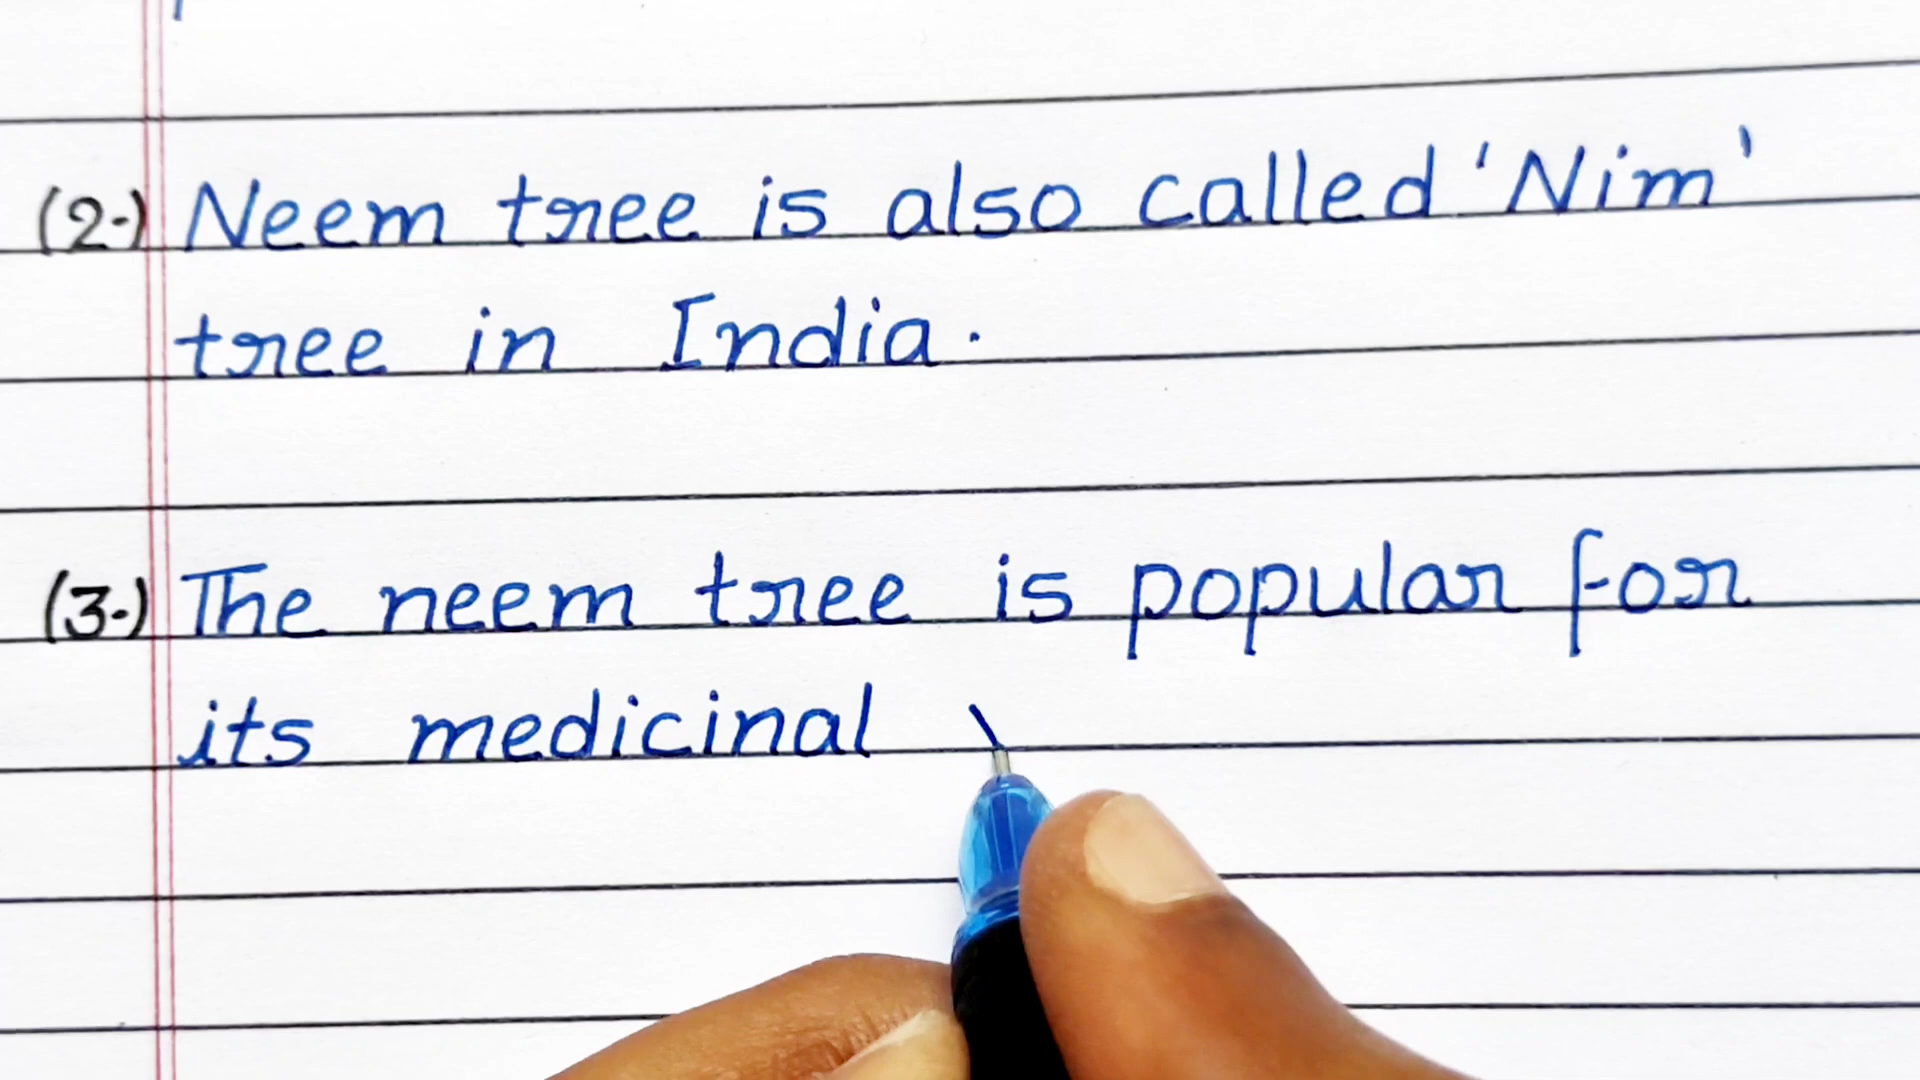 (2.) Neem tree is also called 'Nim'
tree in India.
(3.) The neem tree is popular for
its medicinal